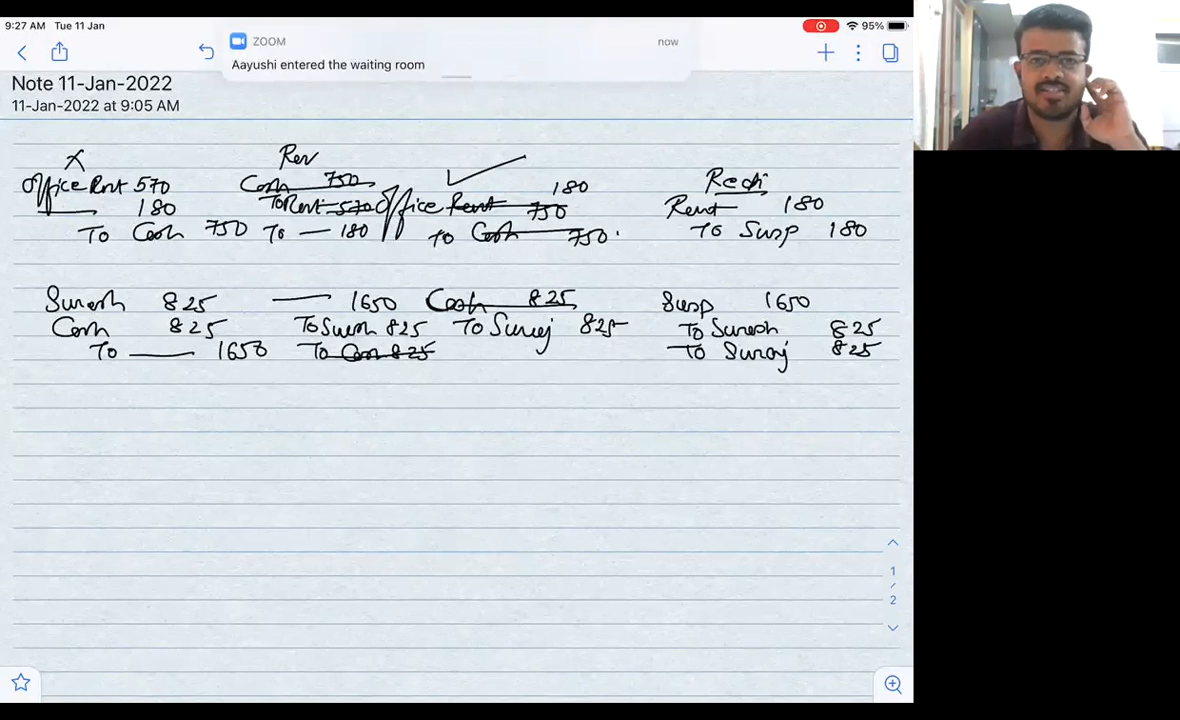 9:27 AM Tue 11 Jan
95%
ZOOM
now
Aayushi entered the waiting room
Note 11-Jan-2022
11-Jan-2022 at 9:05 AM
X Rev ✓ Recti
Office Rent 570 Cash 750 Office Rent 180 750 Rent 180
180 To Rent 570 To Susp 180
To Cash 750 To — 180 To Cash 750
Suresh 825 — 1650 Cash 825 Susp 1650
Cash 825 To Suresh 825 To Suraj 825 To Suresh 825
To — 1650 To Cash 825 To Suraj 825
1
/
2